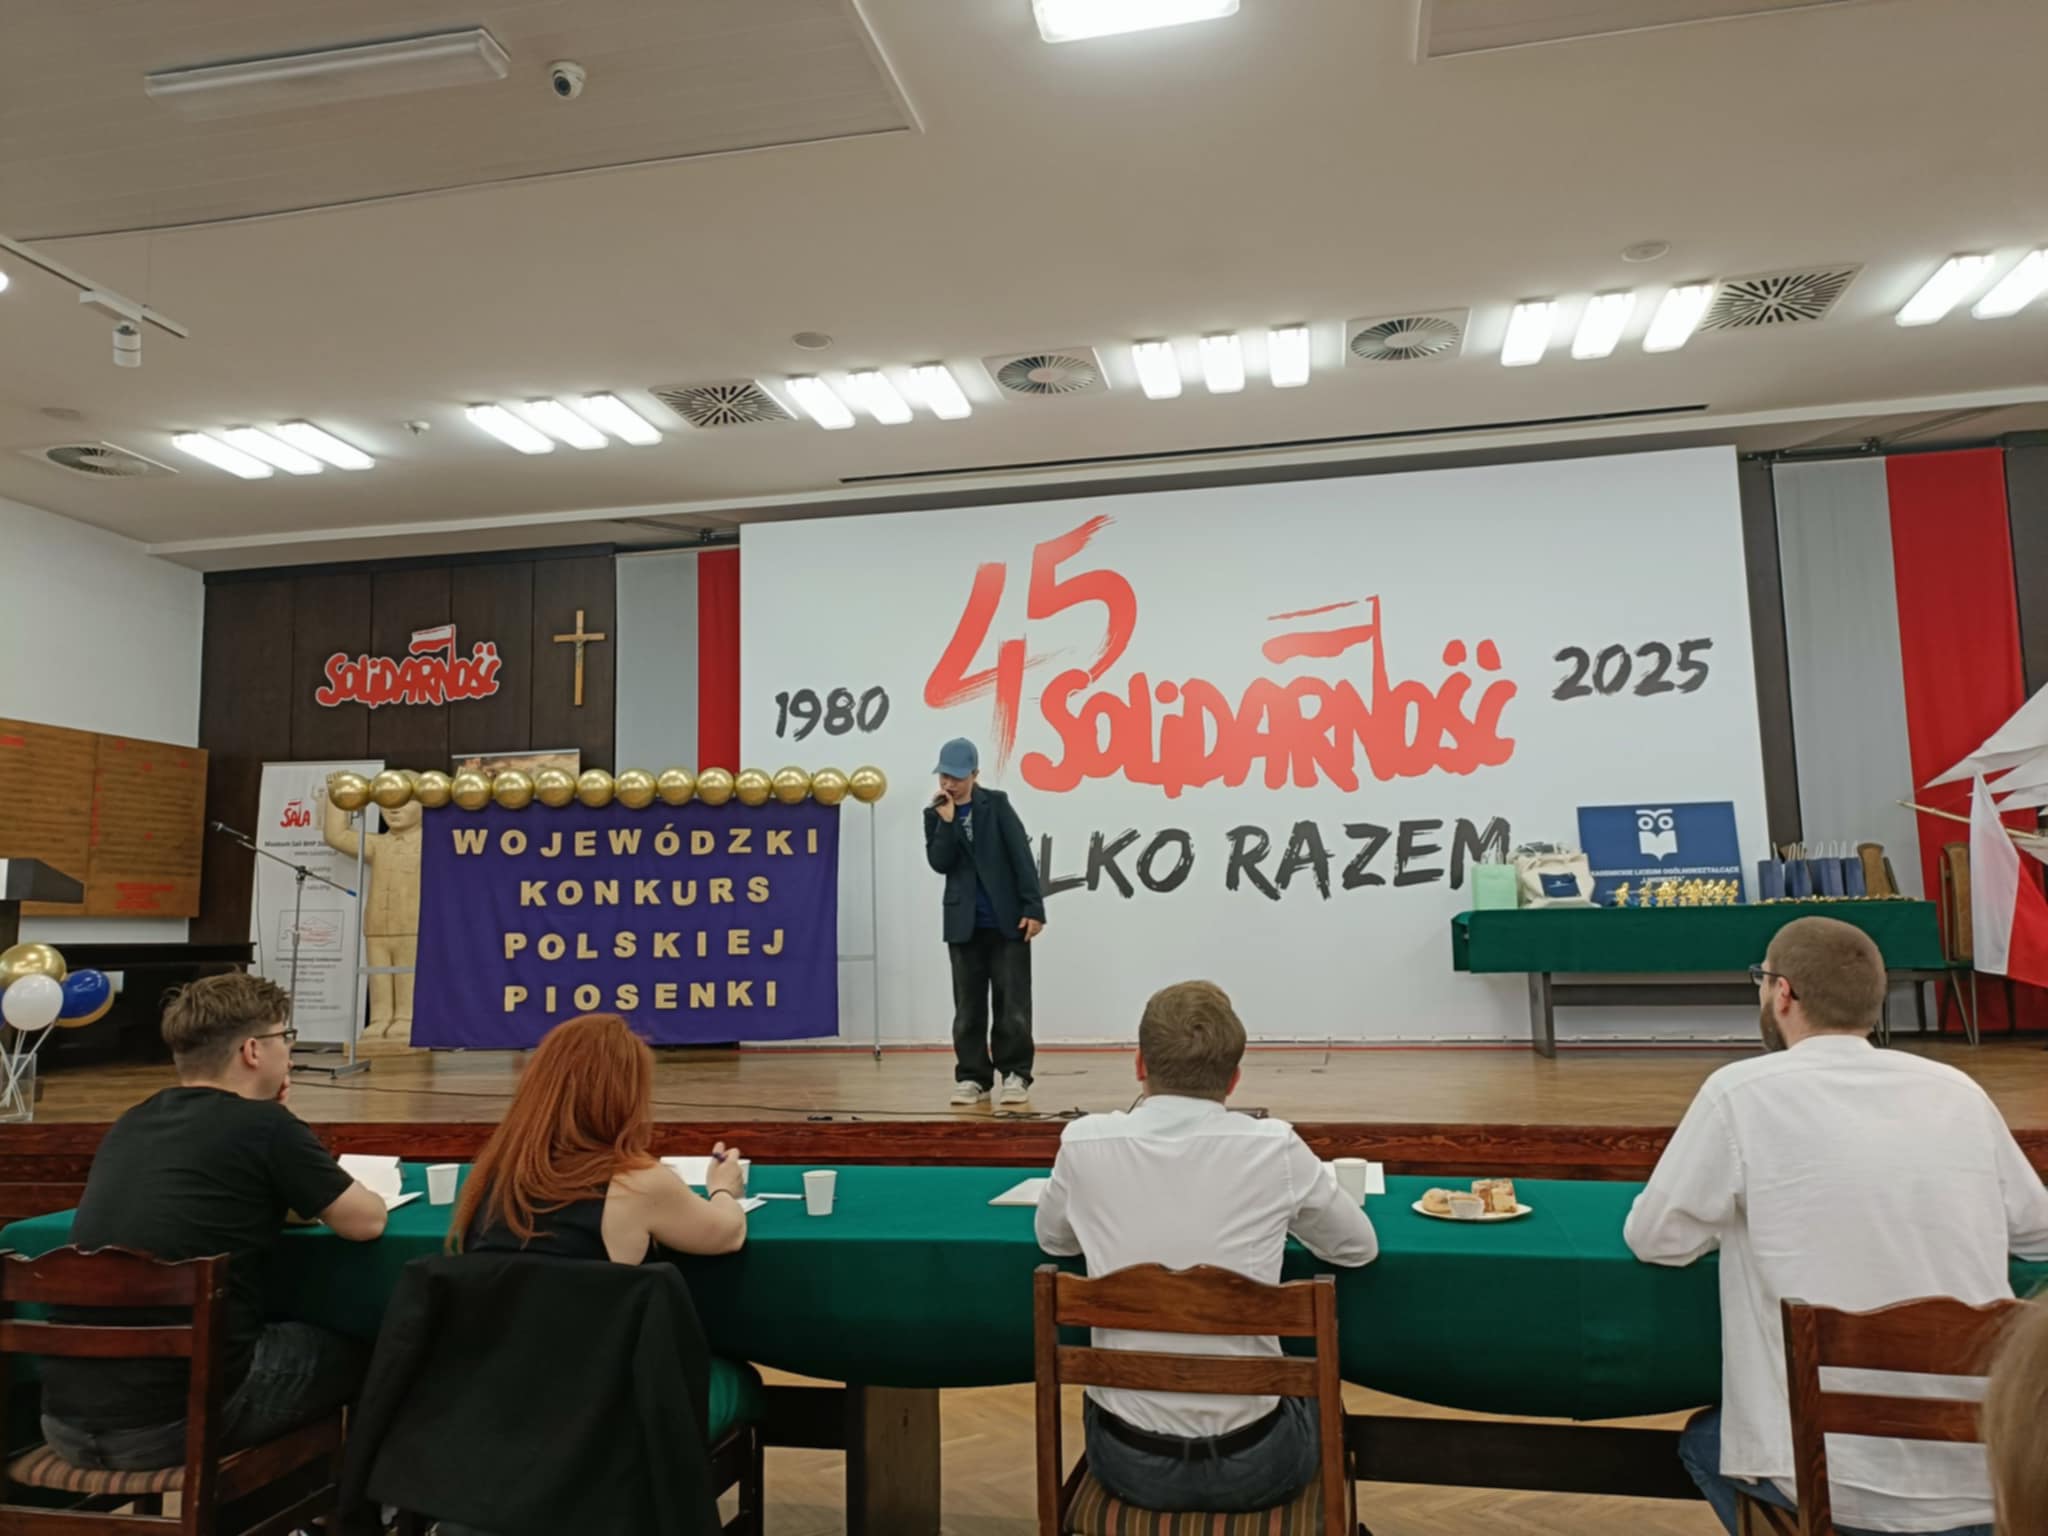 SOLiDARNOŚĆ
1980
45
SOLiDARNOŚĆ
2025
LKO RAZEM
SALA
WOJEWÓDZKI
KONKURS
POLSKIEJ
PIOSENKI